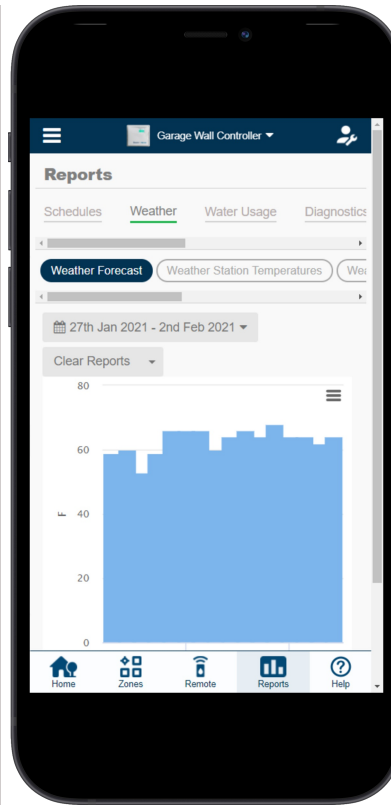 Garage Wall Controller
Reports
Schedules Weather Water Usage Diagnostics
Weather Forecast Weather Station Temperatures Wea
27th Jan 2021 - 2nd Feb 2021
Clear Reports
80
60
F
40
20
0
Home Zones Remote Reports Help